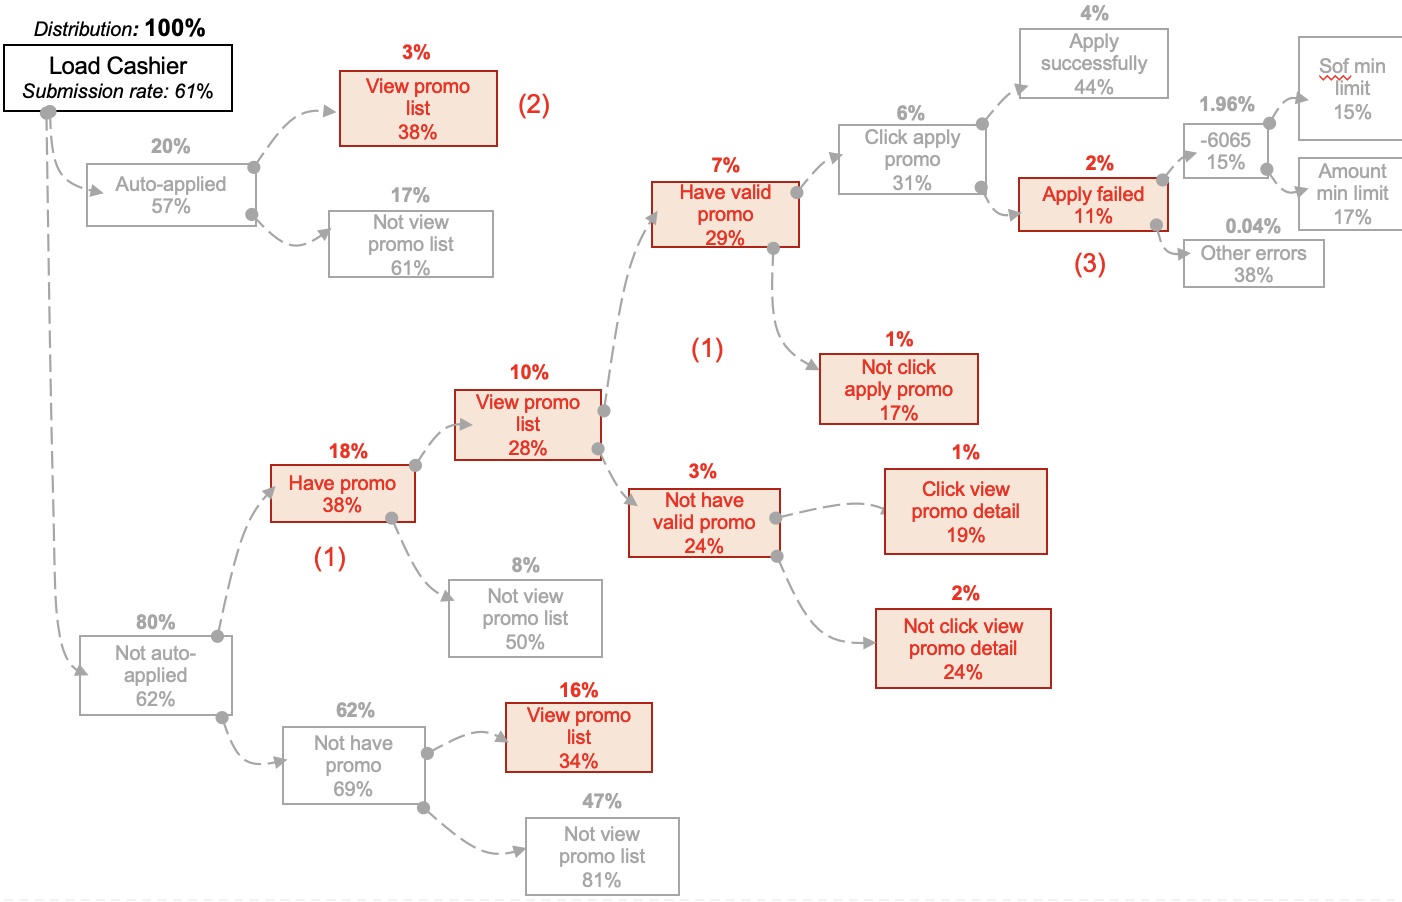 Distribution: 100%
Load Cashier
Submission rate: 61%
20%
Auto-applied
57%
3%
View promo
list
38%
(2)
17%
Not view
promo list
61%
80%
Not auto-
applied
62%
18%
Have promo
38%
(1)
10%
View promo
list
28%
8%
Not view
promo list
50%
62%
Not have
promo
69%
16%
View promo
list
34%
47%
Not view
promo list
81%
7%
Have valid
promo
29%
(1)
3%
Not have
valid promo
24%
6%
Click apply
promo
31%
1%
Not click
apply promo
17%
1%
Click view
promo detail
19%
2%
Not click view
promo detail
24%
4%
Apply
successfully
44%
2%
Apply failed
11%
(3)
1.96%
-6065
15%
0.04%
Other errors
38%
Sof min
limit
15%
Amount
min limit
17%